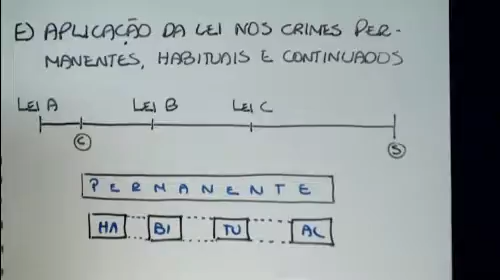 E) APLICAÇÃO DA LEI NOS CRIMES PER-
MANENTES, HABITUAIS E CONTINUADOS
LEI A LEI B LEI C
C S
PERMANENTE
HA BI TU AL